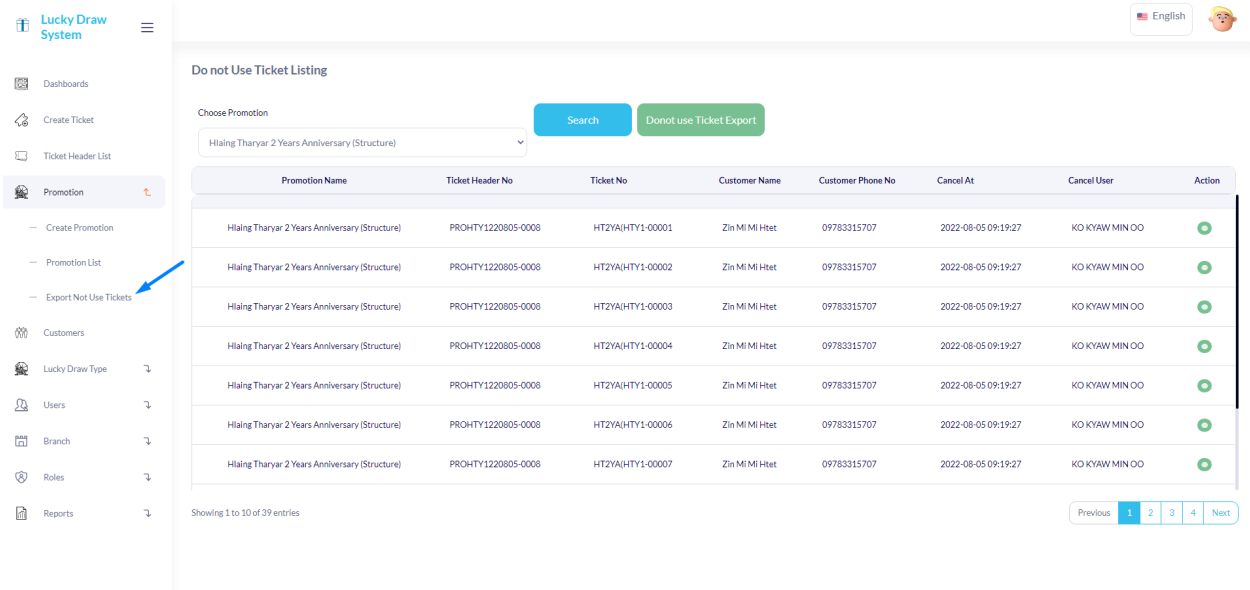 Lucky Draw
System
English
Dashboards
Create Ticket
Ticket Header List
Promotion
Create Promotion
Promotion List
Export Not Use Tickets
Customers
Lucky Draw Type
Users
Branch
Roles
Reports
Do not Use Ticket Listing
Choose Promotion
Hlaing Tharyar 2 Years Anniversary (Structure)
Search
Donot use Ticket Export
Promotion Name Ticket Header No Ticket No Customer Name Customer Phone No Cancel At Cancel User Action
Hlaing Tharyar 2 Years Anniversary (Structure) PROHTY1220805-0008 HT2YA(HTY1-00001 Zin Mi Mi Htet 09783315707 2022-08-05 09:19:27 KO KYAW MIN OO
Hlaing Tharyar 2 Years Anniversary (Structure) PROHTY1220805-0008 HT2YA(HTY1-00002 Zin Mi Mi Htet 09783315707 2022-08-05 09:19:27 KO KYAW MIN OO
Hlaing Tharyar 2 Years Anniversary (Structure) PROHTY1220805-0008 HT2YA(HTY1-00003 Zin Mi Mi Htet 09783315707 2022-08-05 09:19:27 KO KYAW MIN OO
Hlaing Tharyar 2 Years Anniversary (Structure) PROHTY1220805-0008 HT2YA(HTY1-00004 Zin Mi Mi Htet 09783315707 2022-08-05 09:19:27 KO KYAW MIN OO
Hlaing Tharyar 2 Years Anniversary (Structure) PROHTY1220805-0008 HT2YA(HTY1-00005 Zin Mi Mi Htet 09783315707 2022-08-05 09:19:27 KO KYAW MIN OO
Hlaing Tharyar 2 Years Anniversary (Structure) PROHTY1220805-0008 HT2YA(HTY1-00006 Zin Mi Mi Htet 09783315707 2022-08-05 09:19:27 KO KYAW MIN OO
Hlaing Tharyar 2 Years Anniversary (Structure) PROHTY1220805-0008 HT2YA(HTY1-00007 Zin Mi Mi Htet 09783315707 2022-08-05 09:19:27 KO KYAW MIN OO
Showing 1 to 10 of 39 entries
Previous 1 2 3 4 Next